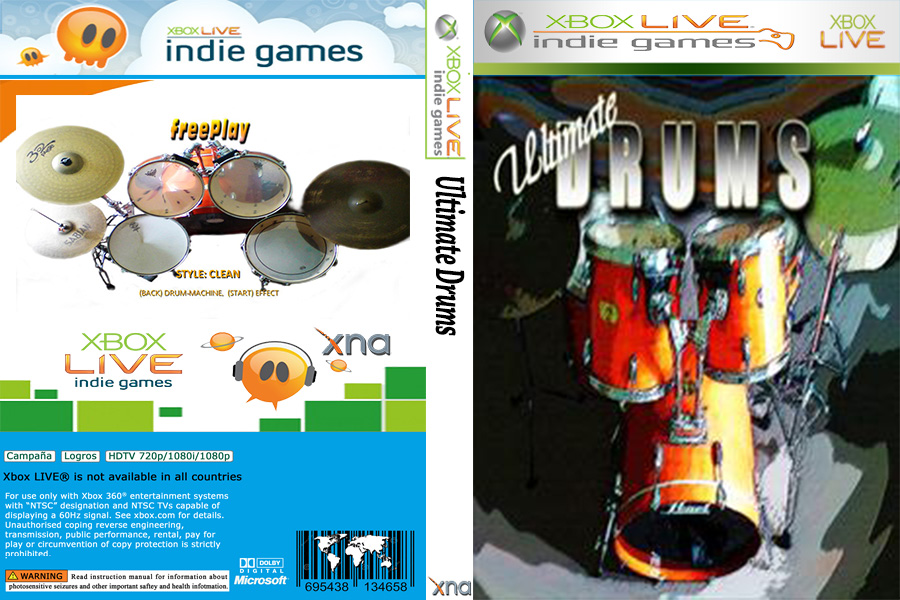 XBOX LIVE
indie games
freePlay
SABIAN
STYLE: CLEAN
(BACK) DRUM-MACHINE, (START) EFFECT
XBOX
LIVE
indie games
xna
Campaña Logros HDTV 720p/1080i/1080p
Xbox LIVE® is not available in all countries
For use only with Xbox 360® entertainment systems
with “NTSC” designation and NTSC TVs capable of
displaying a 60Hz signal. See xbox.com for details.
Unauthorised coping reverse engineering,
transmission, public performance, rental, pay for
play or circumvention of copy protection is strictly
prohibited.
WARNING Read instruction manual for information about
photosensitive seizures and other important saftey and health information.
DOLBY
DIGITAL
Microsoft
695438 134658
XBOX LIVE
indie games
Ultimate Drums
xna
XBOX LIVE
indie games
XBOX
LIVE
Ultimate
DRUMS
Pearl